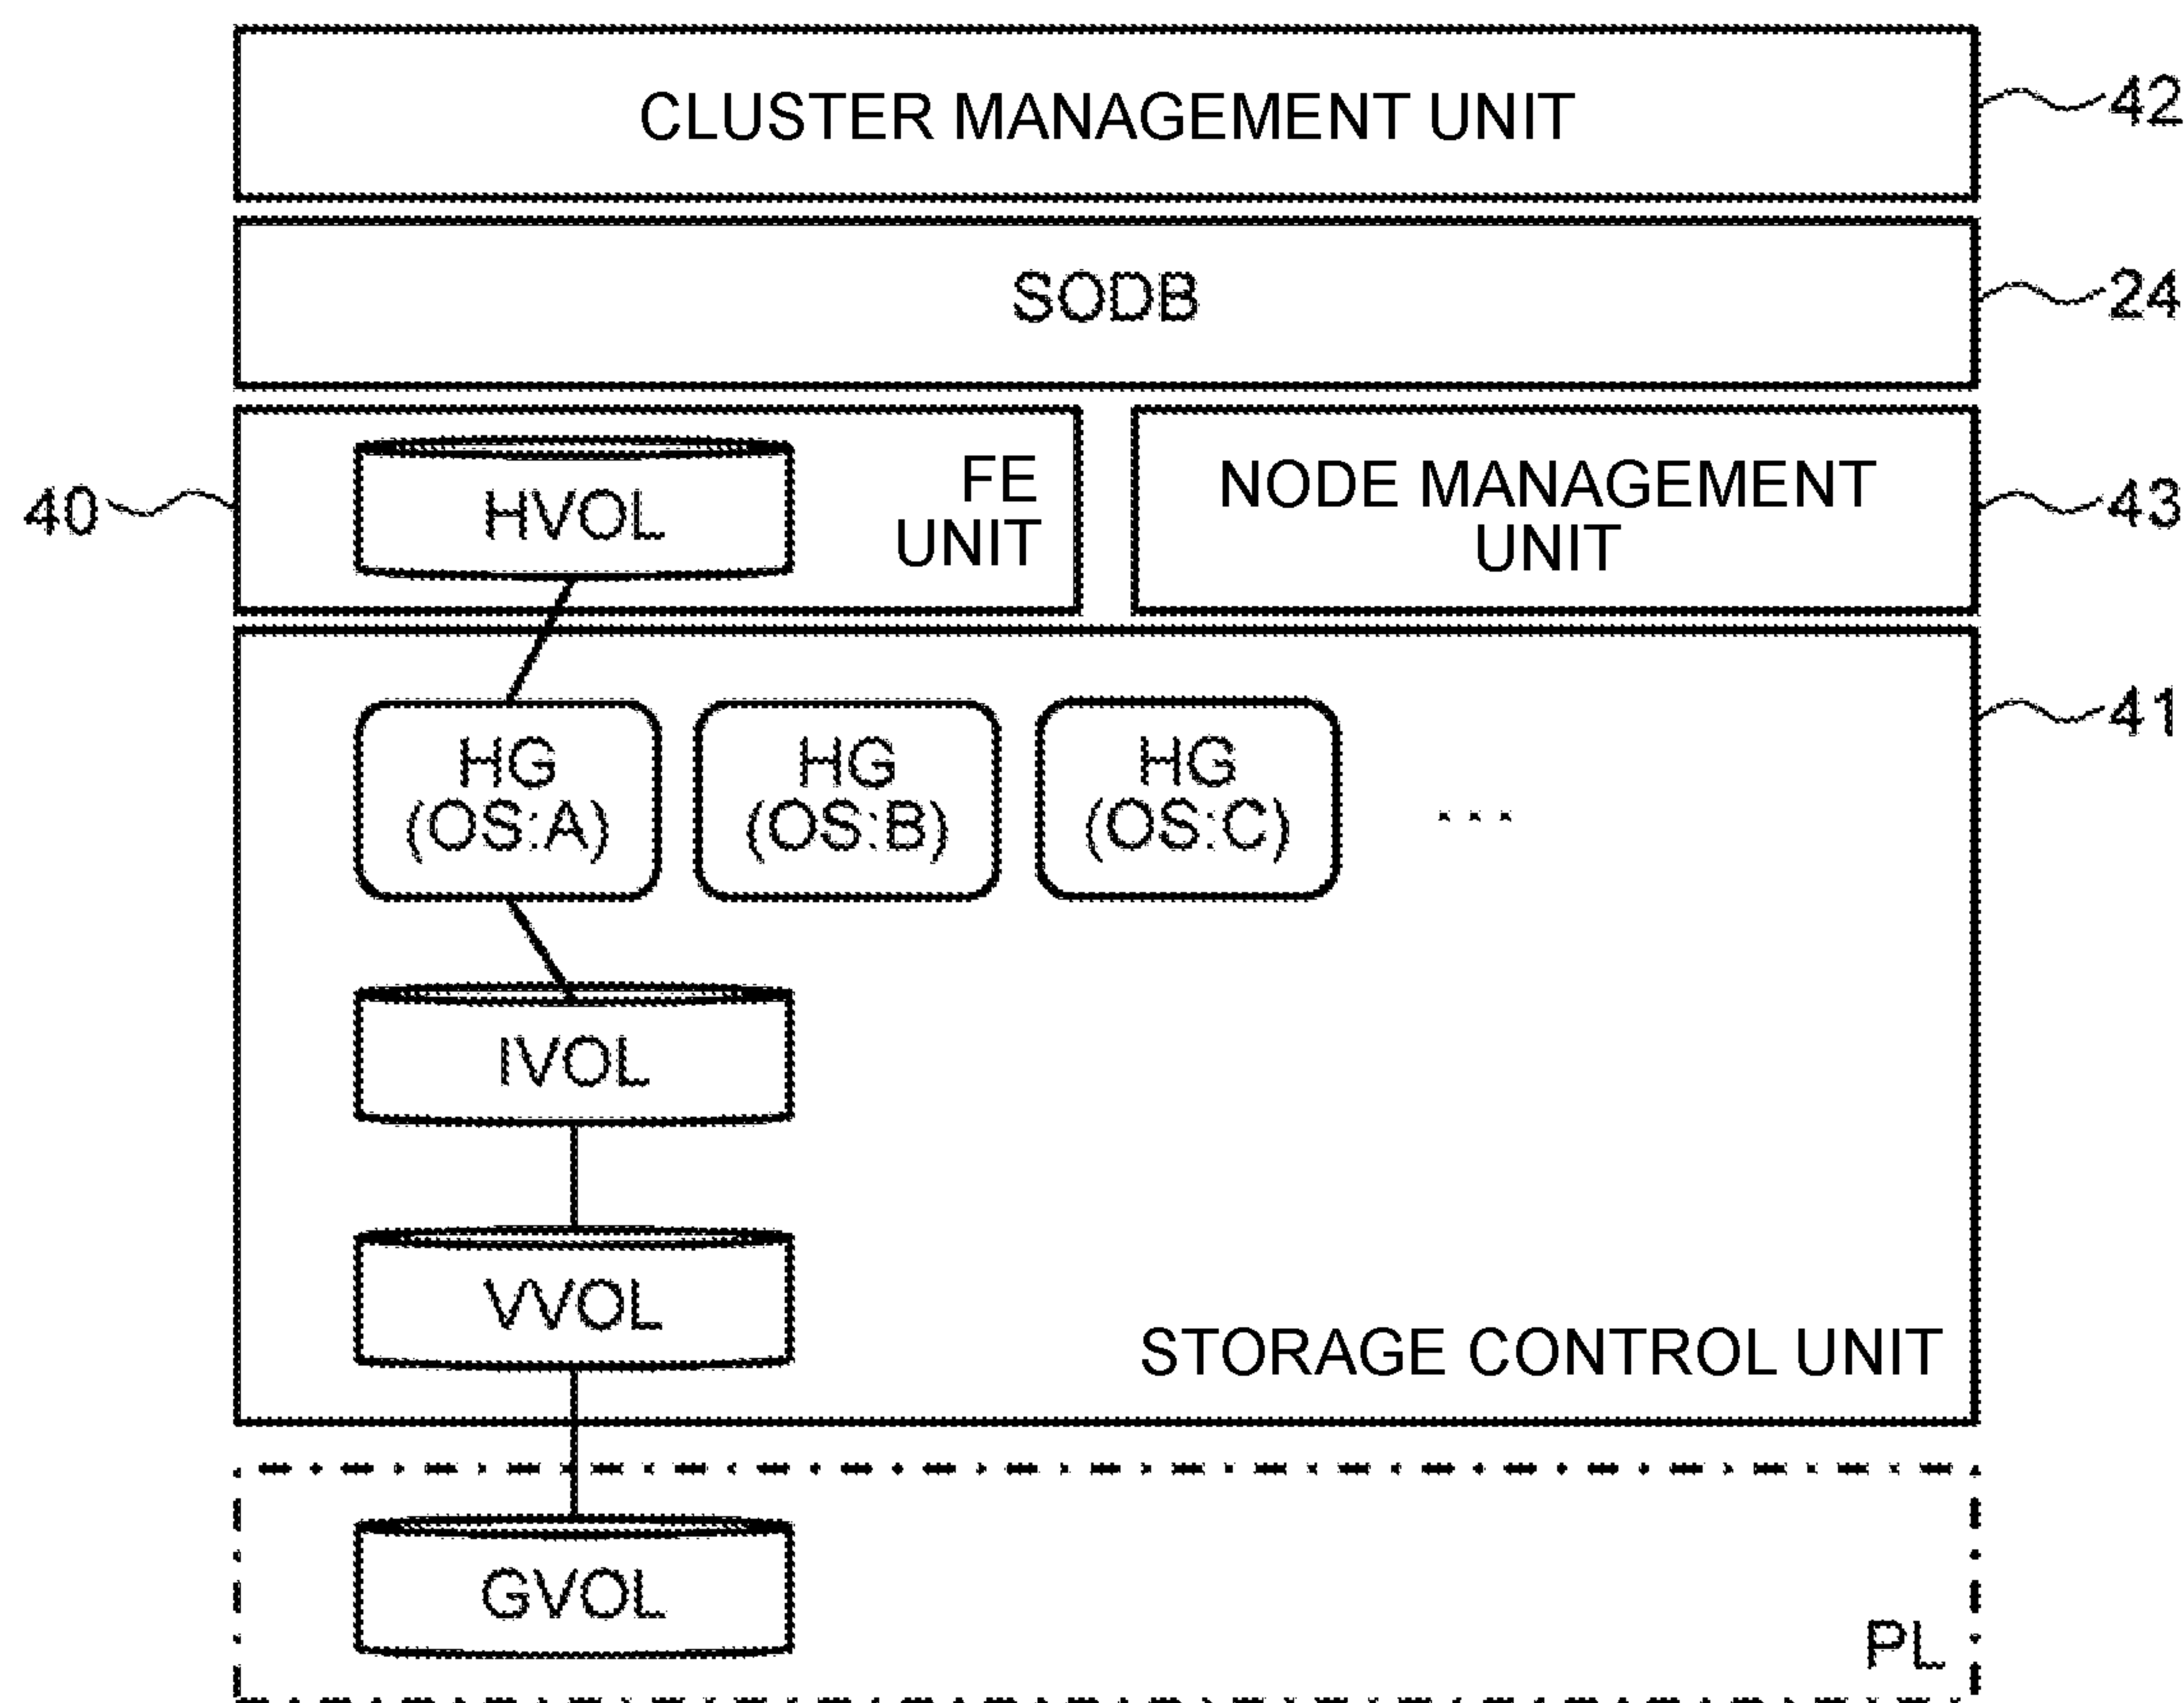 CLUSTER MANAGEMENT UNIT
42
SODB
24
40
HVOL
FE
UNIT
NODE MANAGEMENT
UNIT
43
41
HG
(OS:A)
HG
(OS:B)
HG
(OS:C)
...
IVOL
VVOL
STORAGE CONTROL UNIT
GVOL
PL